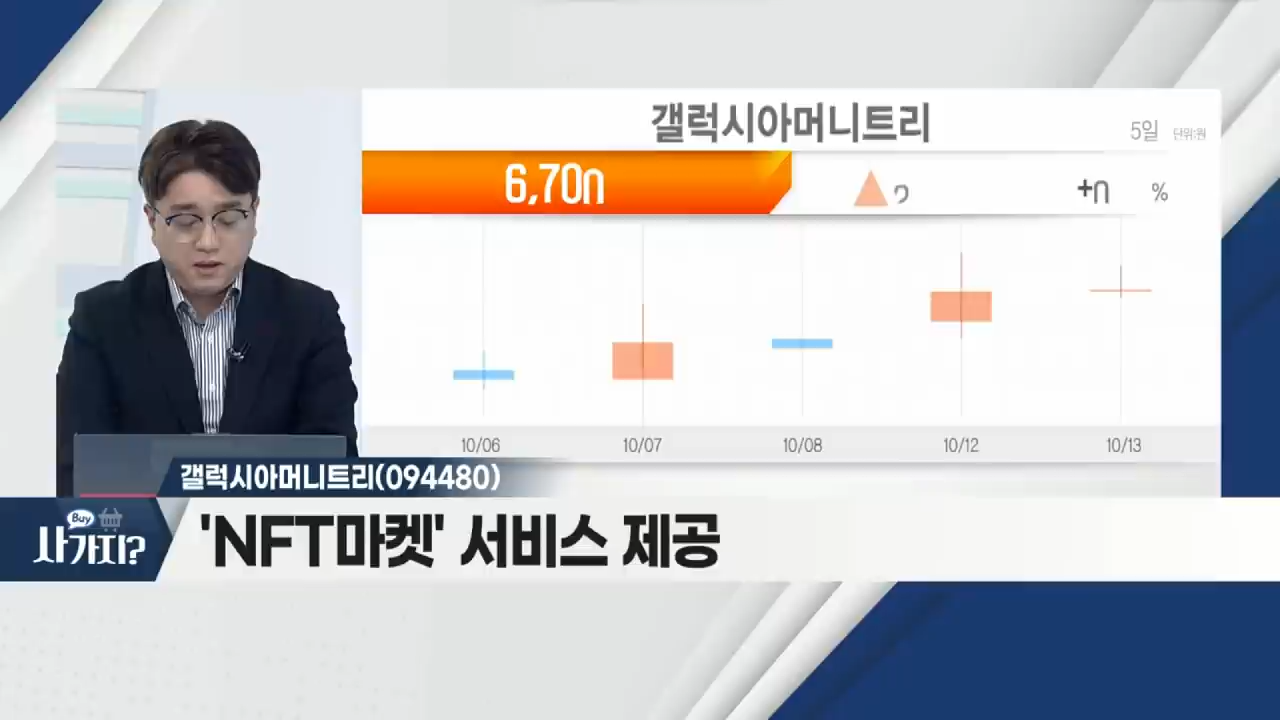 갤럭시아머니트리
5일 단위:원
%
10/06 10/07 10/08 10/12 10/13
갤럭시아머니트리(094480)
Buy
사가지?
'NFT마켓' 서비스 제공